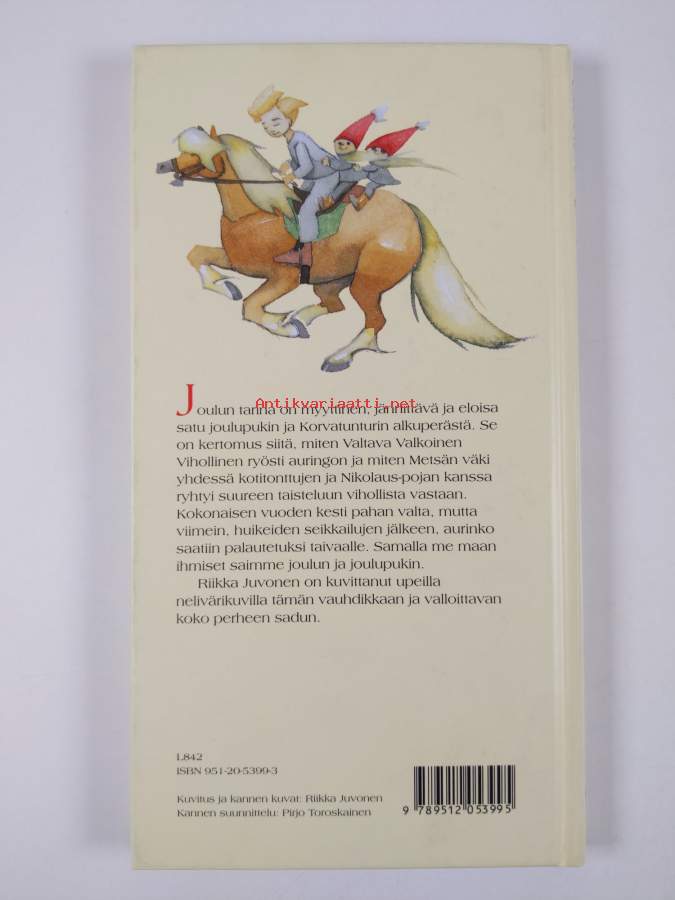 Antikvariaatti.net
Joulun tarina on myyttinen, jännittävä ja eloisa
satu joulupukin ja Korvatunturin alkuperästä. Se
on kertomus siitä, miten Valtava Valkoinen
Vihollinen ryösti auringon ja miten Metsän väki
yhdessä kotitonttujen ja Nikolaus-pojan kanssa
ryhtyi suureen taisteluun vihollista vastaan.
Kokonaisen vuoden kesti pahan valta, mutta
viimein, huikeiden seikkailujen jälkeen, aurinko
saatiin palautetuksi taivaalle. Samalla me maan
ihmiset saimme joulun ja joulupukin.
Riikka Juvonen on kuvittanut upeilla
nelivärikuvilla tämän vauhdikkaan ja valloittavan
koko perheen sadun.
L842
ISBN 951-20-5399-3
Kuvitus ja kannen kuvat: Riikka Juvonen
Kannen suunnittelu: Pirjo Toroskainen
9 789512 053995